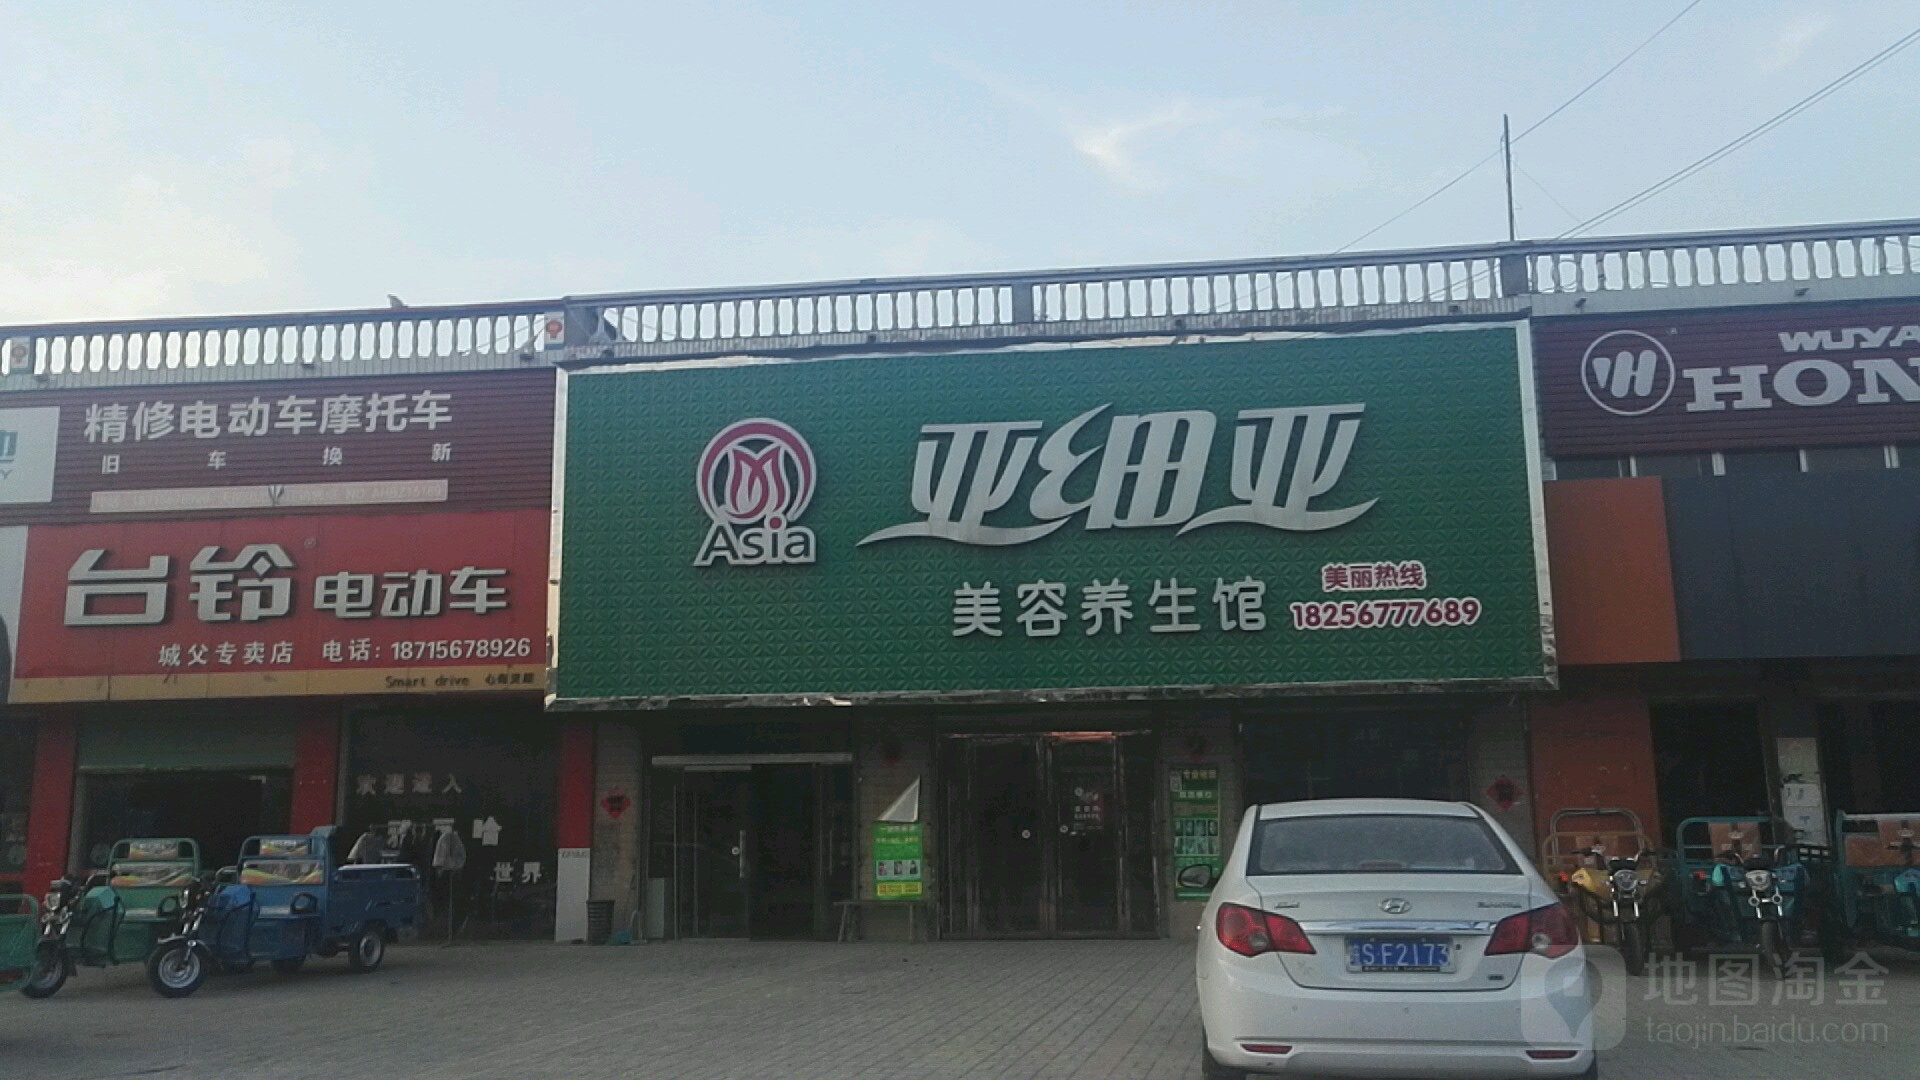 精修电动车摩托车
旧车换新
台铃电动车
城父专卖店 电话：18715678926
Smart drive
Asia
亚细亚
美容养生馆
美丽热线
18256777689
WUYA
HON
欢迎进入
世界
SF2173
地图淘金
taojin.baidu.com